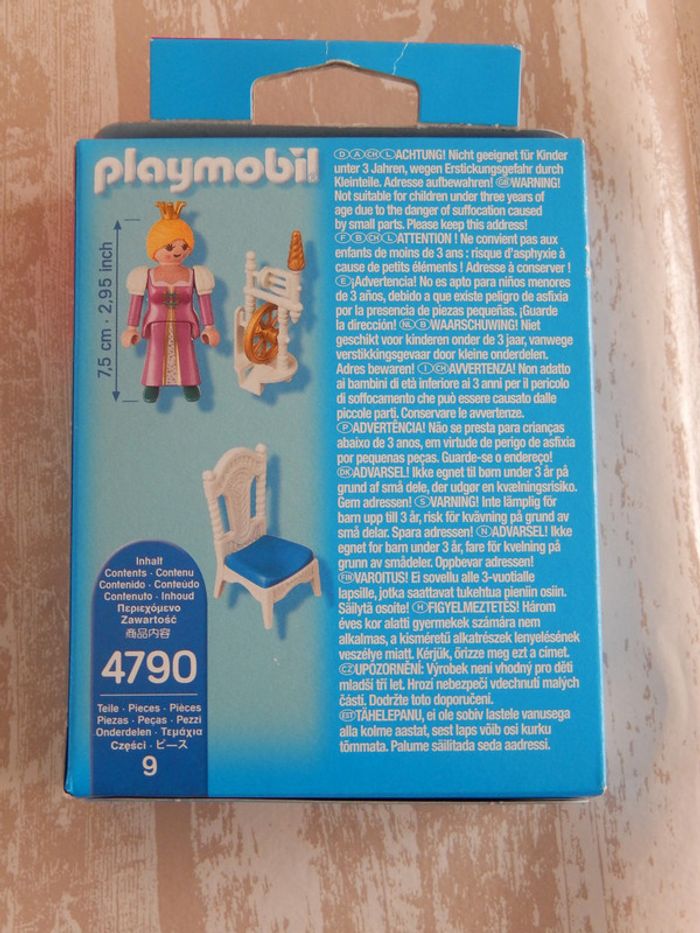 playmobil
7,5 cm · 2,95 inch
Inhalt
Contents · Contenu
Contenido · Conteúdo
Contenuto · Inhoud
Περιεχόμενο
Zawartość
商品内容
4790
Teile · Pieces · Pièces
Piezas · Peças · Pezzi
Onderdelen · Τεμάχια
Części · ピース
9
D A CH L ACHTUNG! Nicht geeignet für Kinder
unter 3 Jahren, wegen Erstickungsgefahr durch
Kleinteile. Adresse aufbewahren! GB WARNING!
Not suitable for children under three years of
age due to the danger of suffocation caused
by small parts. Please keep this address!
F B CH L ATTENTION ! Ne convient pas aux
enfants de moins de 3 ans : risque d'asphyxie à
cause de petits éléments ! Adresse à conserver !
E ¡Advertencia! No es apto para niños menores
de 3 años, debido a que existe peligro de asfixia
por la presencia de piezas pequeñas. ¡Guarde
la dirección! NL B WAARSCHUWING! Niet
geschikt voor kinderen onder de 3 jaar, vanwege
verstikkingsgevaar door kleine onderdelen.
Adres bewaren! I CH AVVERTENZA! Non adatto
ai bambini di età inferiore ai 3 anni per il pericolo
di soffocamento che può essere causato dalle
piccole parti. Conservare le avvertenze.
P ADVERTÊNCIA! Não se presta para crianças
abaixo de 3 anos, em virtude de perigo de asfixia
por pequenas peças. Guarde-se o endereço!
DK ADVARSEL! Ikke egnet til børn under 3 år på
grund af små dele, der udgør en kvælningsrisiko.
Gem adressen! S VARNING! Inte lämplig för
barn upp till 3 år, risk för kvävning på grund av
små delar. Spara adressen! N ADVARSEL! Ikke
egnet for barn under 3 år, fare for kvelning på
grunn av smådeler. Oppbevar adressen!
FIN VAROITUS! Ei sovellu alle 3-vuotialle
lapsille, jotka saattavat tukehtua pieniin osiin.
Säilytä osoite! H FIGYELMEZTETÉS! Három
éves kor alatti gyermekek számára nem
alkalmas, a kisméretű alkatrészek lenyelésének
veszélye miatt. Kérjük, őrizze meg ezt a címet.
CZ UPOZORNĚNÍ: Výrobek není vhodný pro děti
mladší tří let. Hrozí nebezpečí vdechnutí malých
částí. Dodržte toto doporučení.
EST TÄHELEPANU, ei ole sobiv lastele vanusega
alla kolme aastat, sest laps võib osi kurku
tõmmata. Palume säilitada seda aadressi.